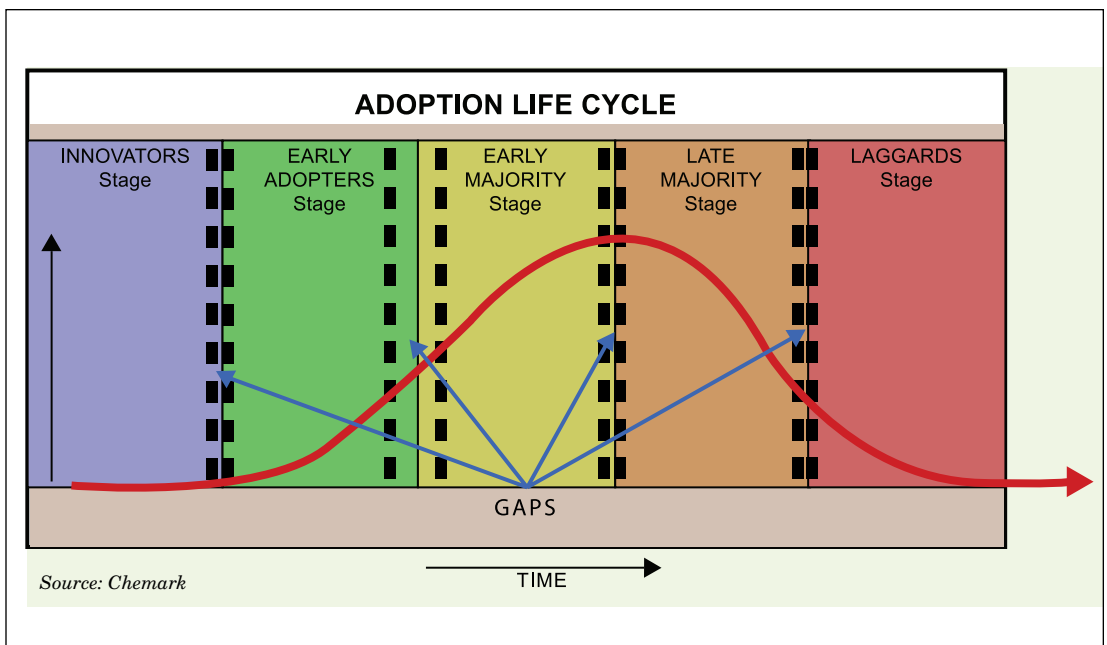 ADOPTION LIFE CYCLE
INNOVATORS
Stage
EARLY
ADOPTERS
Stage
EARLY
MAJORITY
Stage
LATE
MAJORITY
Stage
LAGGARDS
Stage
GAPS
TIME
Source: Chemark